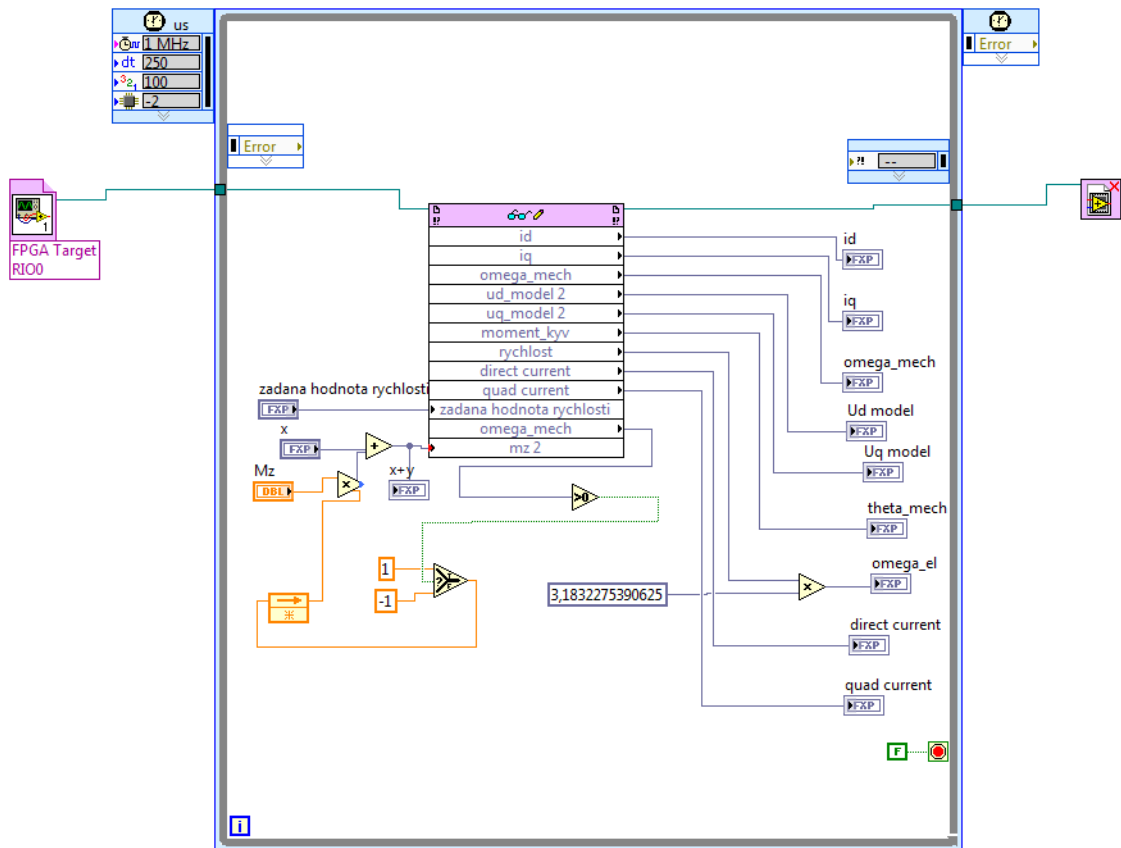 us
1 MHz
dt 250
321 100
-2
Error
Error
?! --
1
FPGA Target
RIO0
!? !?
id
iq
omega_mech
ud_model 2
uq_model 2
moment_kyv
rychlost
direct current
quad current
zadana hodnota rychlosti
omega_mech
mz 2
zadana hodnota rychlosti
FXP
x
FXP
+
Mz
DBL
x
x+y
FXP
>0
1
-1
?
F
3,1832275390625
x
id
FXP
iq
FXP
omega_mech
FXP
Ud model
FXP
Uq model
FXP
theta_mech
FXP
omega_el
FXP
direct current
FXP
quad current
FXP
F
i